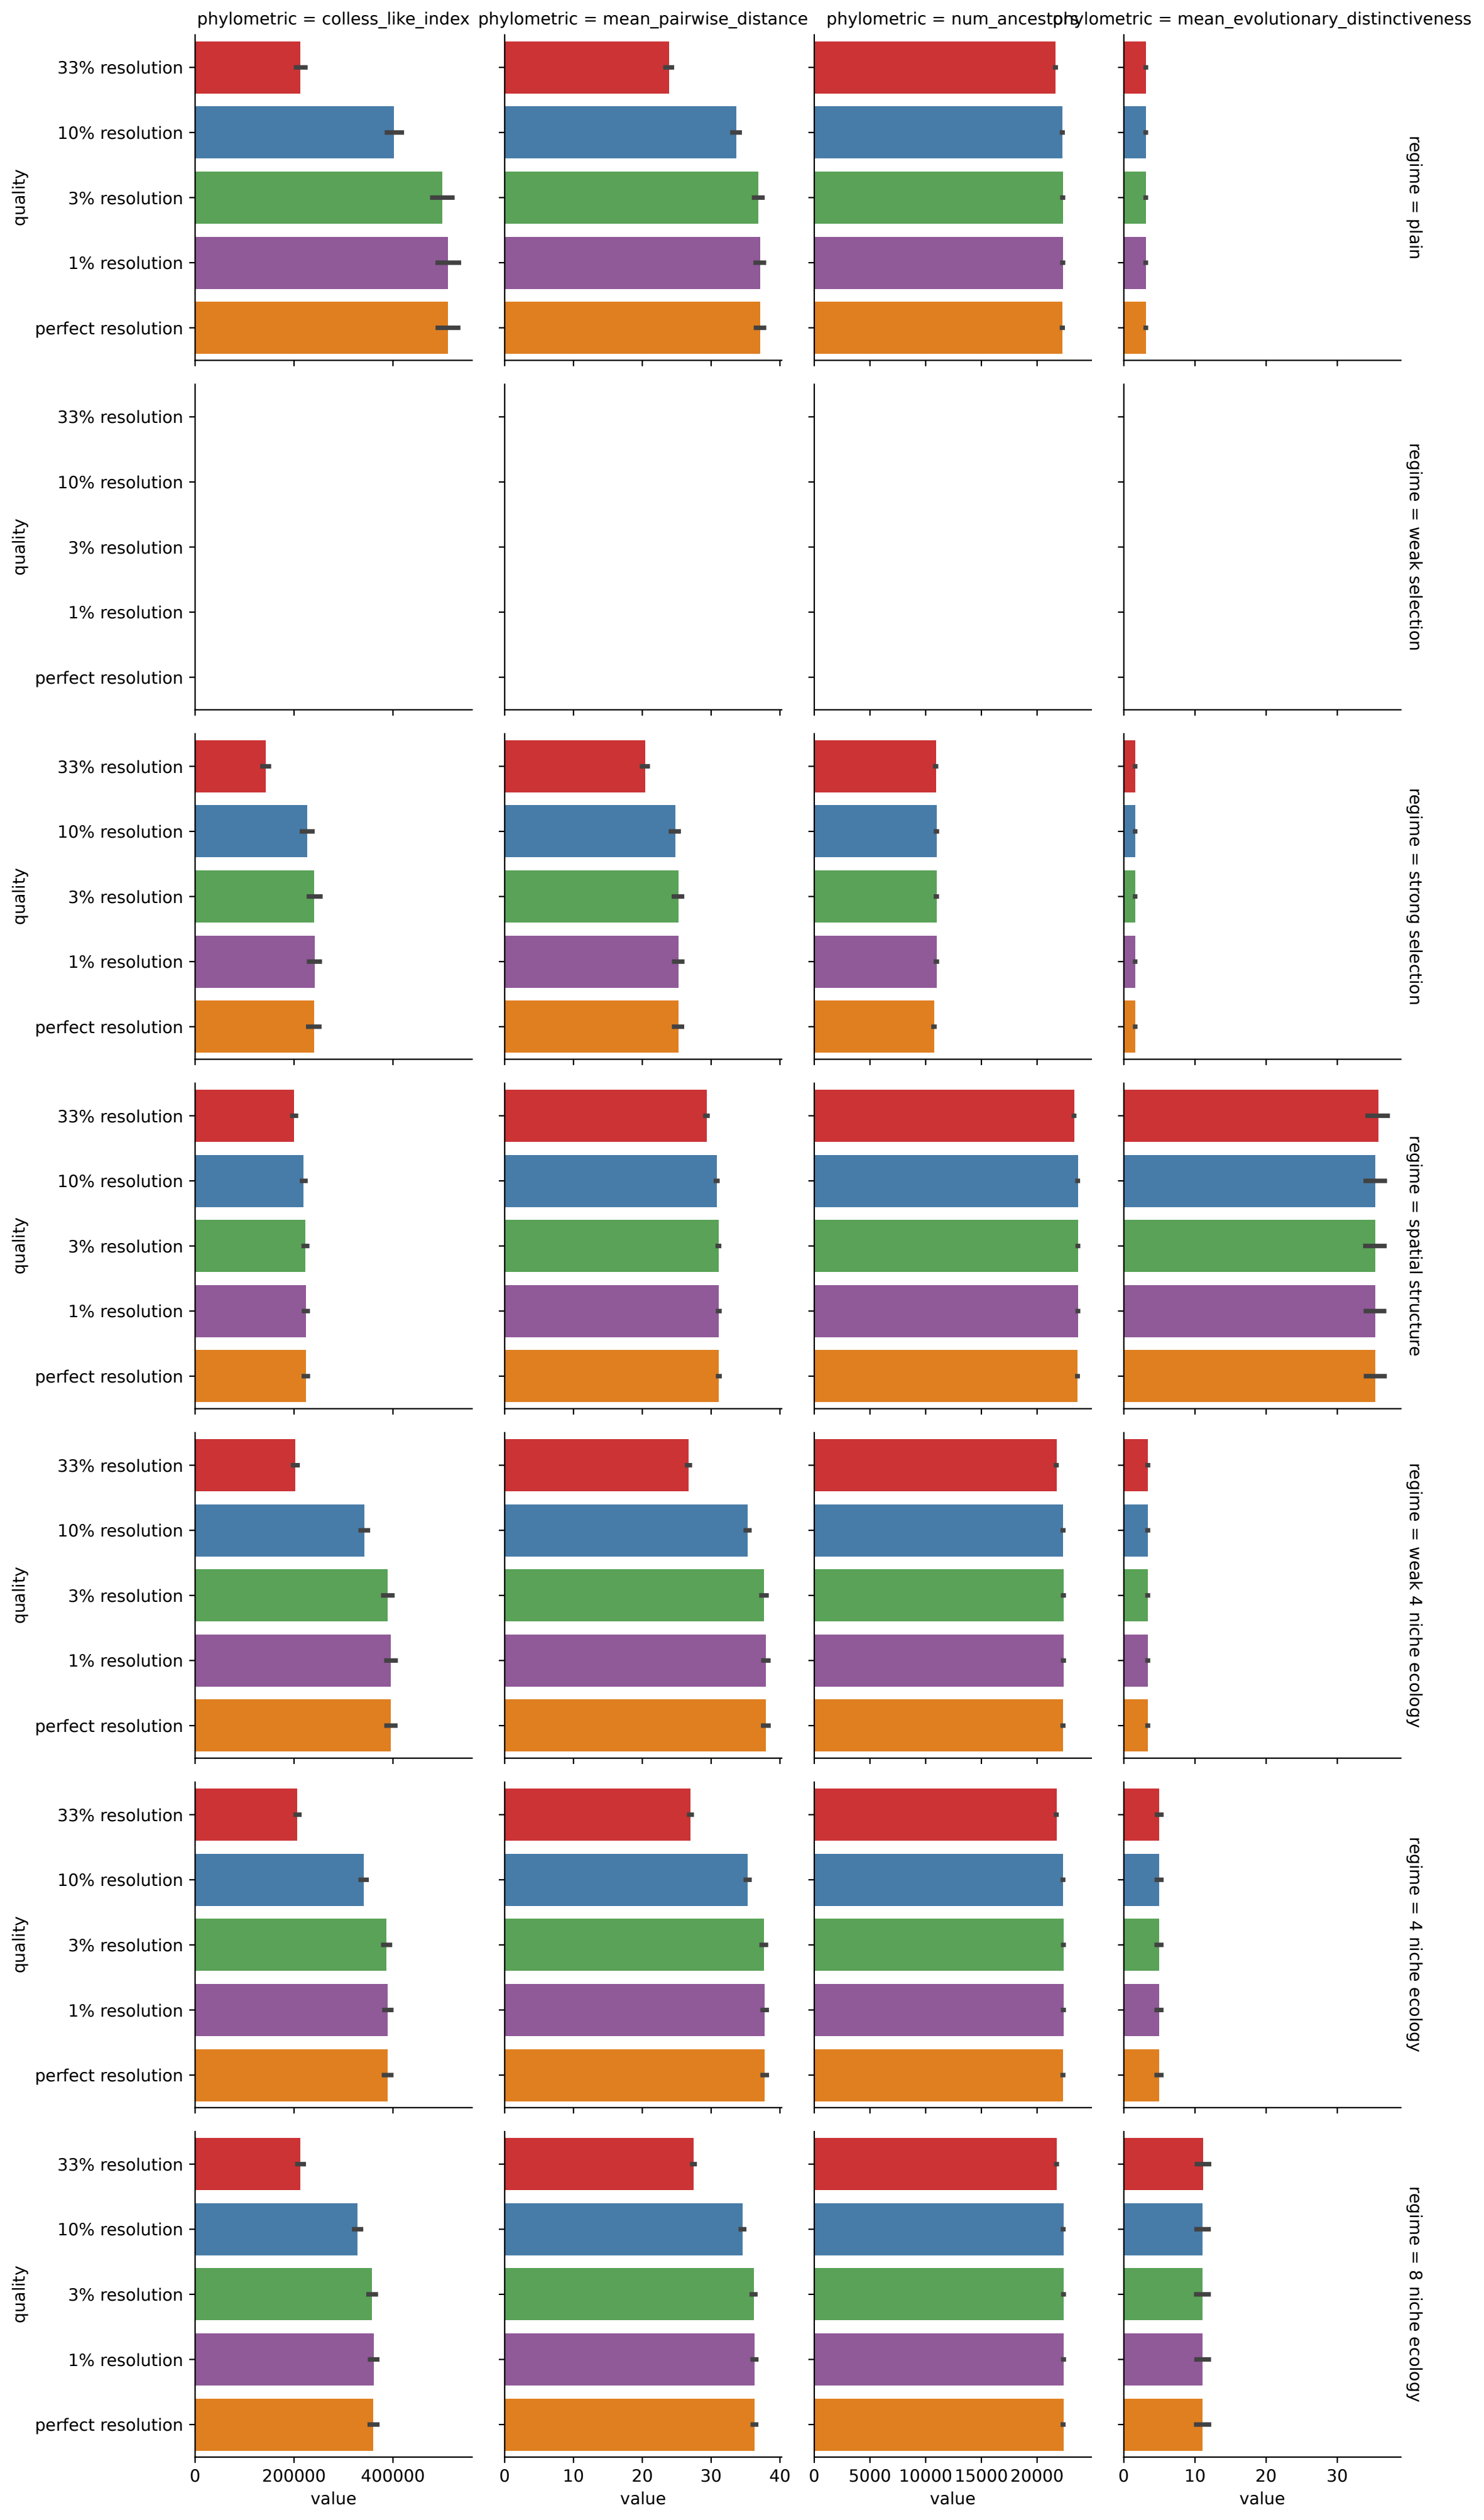 phylometric = colless_like_index
phylometric = mean_pairwise_distance
phylometric = num_ancestors
phylometric = mean_evolutionary_distinctiveness
33% resolution
10% resolution
3% resolution
1% resolution
perfect resolution
quality
regime = plain
33% resolution
10% resolution
3% resolution
1% resolution
perfect resolution
quality
regime = weak selection
33% resolution
10% resolution
3% resolution
1% resolution
perfect resolution
quality
regime = strong selection
33% resolution
10% resolution
3% resolution
1% resolution
perfect resolution
quality
regime = spatial structure
33% resolution
10% resolution
3% resolution
1% resolution
perfect resolution
quality
regime = weak 4 niche ecology
33% resolution
10% resolution
3% resolution
1% resolution
perfect resolution
quality
regime = 4 niche ecology
33% resolution
10% resolution
3% resolution
1% resolution
perfect resolution
quality
regime = 8 niche ecology
0 200000 400000
value
0 10 20 30 40
value
0 5000 10000 15000 20000
value
0 10 20 30
value